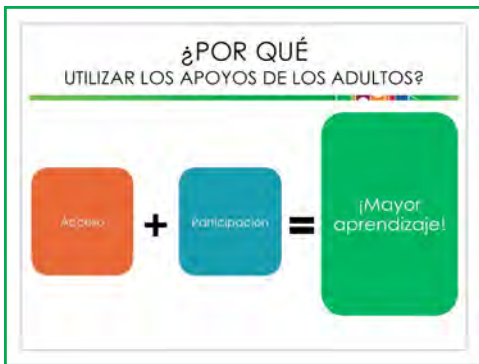 ¿POR QUÉ
UTILIZAR LOS APOYOS DE LOS ADULTOS?
Acceso
+
Participación
=
¡Mayor
aprendizaje!